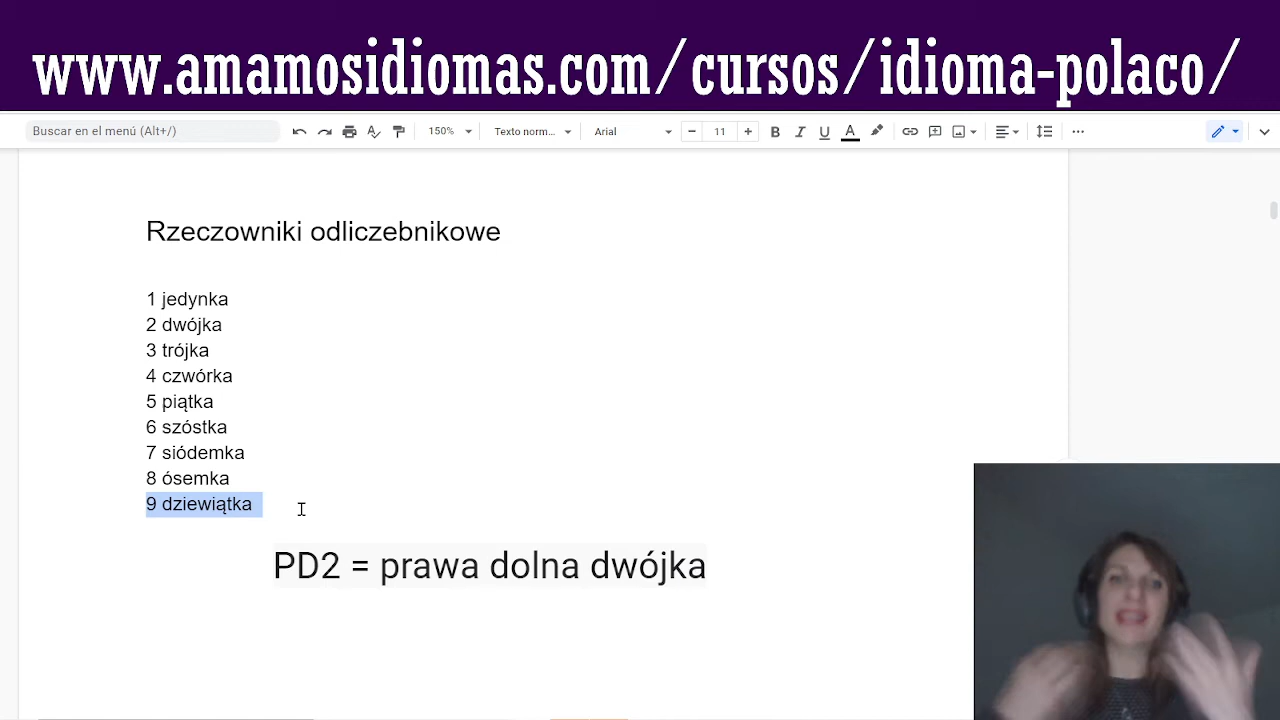 www.amamosidiomas.com/cursos/idioma-polaco/
Buscar en el menú (Alt+/)
150%
Texto norm...
Arial
11
Rzeczowniki odliczebnikowe
1 jedynka
2 dwójka
3 trójka
4 czwórka
5 piątka
6 szóstka
7 siódemka
8 ósemka
9 dziewiątka
PD2 = prawa dolna dwójka